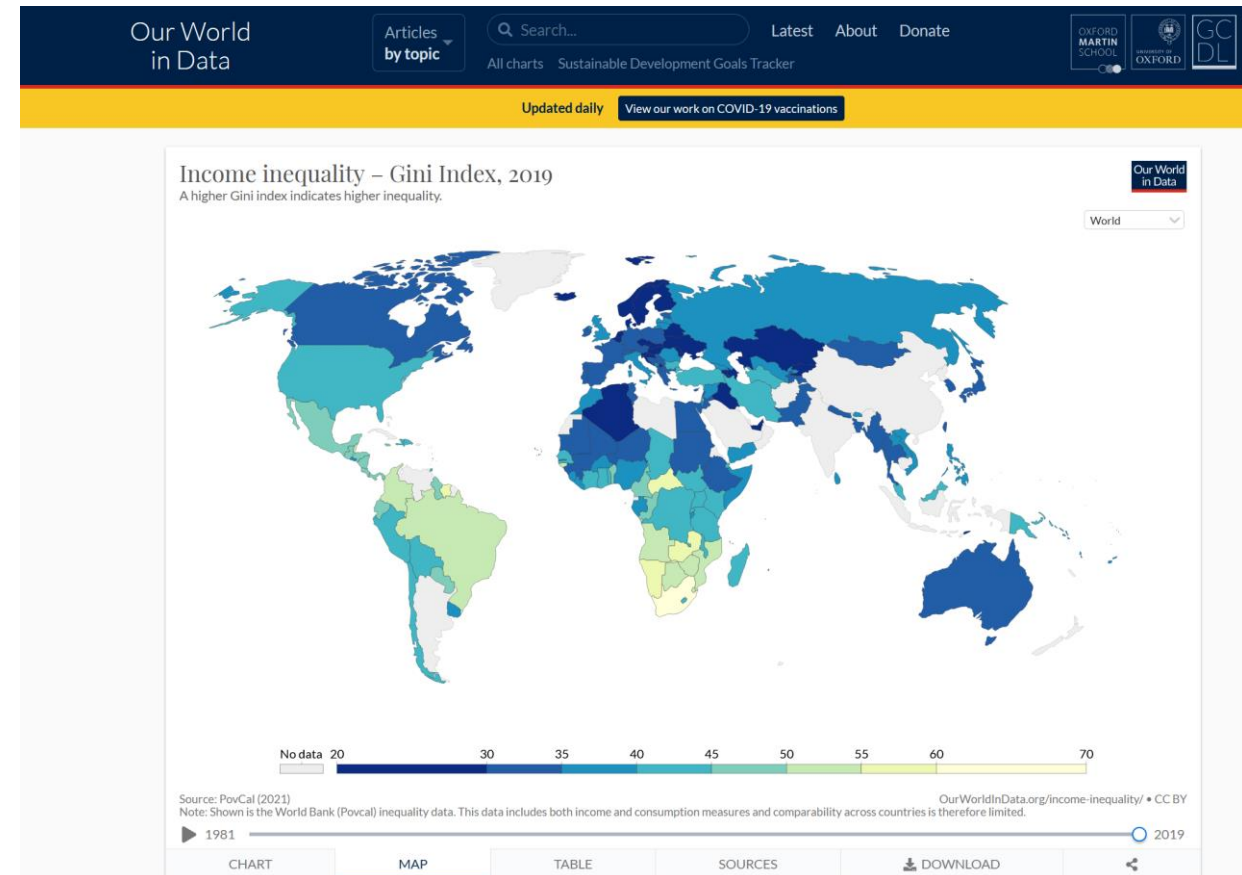 Our World
in Data
Articles
by topic
Search...
Latest About Donate
All charts Sustainable Development Goals Tracker
OXFORD
MARTIN
SCHOOL
UNIVERSITY OF
OXFORD
GC
DL
Updated daily View our work on COVID-19 vaccinations
Income inequality – Gini Index, 2019
A higher Gini index indicates higher inequality.
Our World
in Data
World
No data 20 30 35 40 45 50 55 60 70
Source: PovCal (2021)
OurWorldInData.org/income-inequality/ • CC BY
Note: Shown is the World Bank (Povcal) inequality data. This data includes both income and consumption measures and comparability across countries is therefore limited.
1981 2019
CHART MAP TABLE SOURCES DOWNLOAD